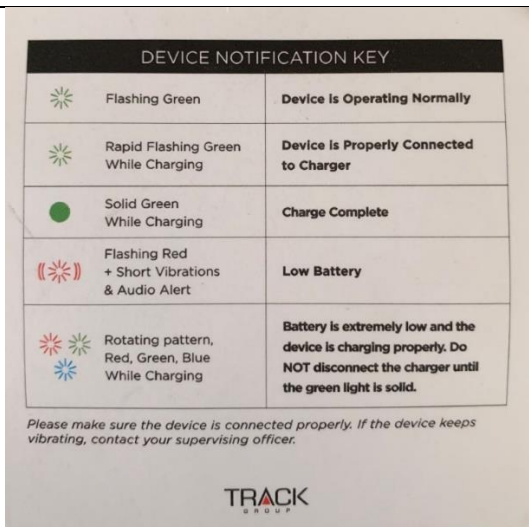 DEVICE NOTIFICATION KEY
Flashing Green
Device is Operating Normally
Rapid Flashing Green
While Charging
Device is Properly Connected
to Charger
Solid Green
While Charging
Charge Complete
Flashing Red
+ Short Vibrations
& Audio Alert
Low Battery
Rotating pattern,
Red, Green, Blue
While Charging
Battery is extremely low and the
device is charging properly. Do
NOT disconnect the charger until
the green light is solid.
Please make sure the device is connected properly. If the device keeps
vibrating, contact your supervising officer.
TRACK
GROUP